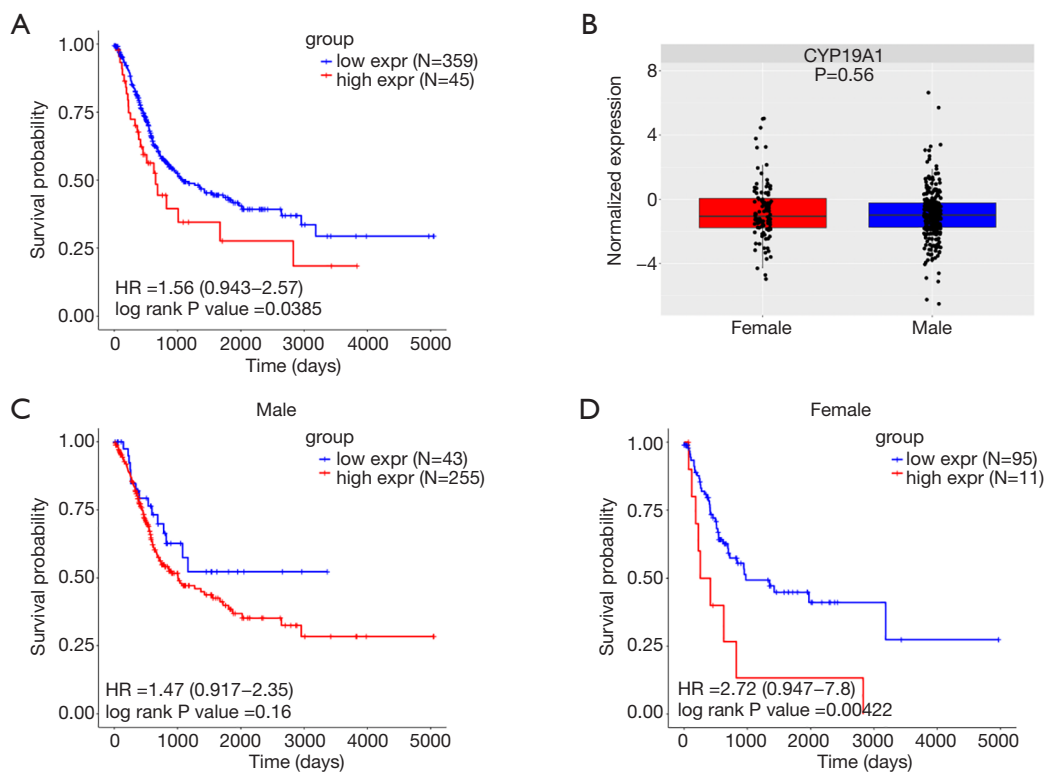 A
group
low expr (N=359)
high expr (N=45)
1.00
0.75
0.50
0.25
0.00
Survival probability
HR =1.56 (0.943–2.57)
log rank P value =0.0385
0 1000 2000 3000 4000 5000
Time (days)
B
CYP19A1
P=0.56
8
4
0
−4
Normalized expression
Female Male
C
Male
group
low expr (N=43)
high expr (N=255)
1.00
0.75
0.50
0.25
0.00
Survival probability
HR =1.47 (0.917–2.35)
log rank P value =0.16
0 1000 2000 3000 4000 5000
Time (days)
D
Female
group
low expr (N=95)
high expr (N=11)
1.00
0.75
0.50
0.25
0.00
Survival probability
HR =2.72 (0.947–7.8)
log rank P value =0.00422
0 1000 2000 3000 4000 5000
Time (days)